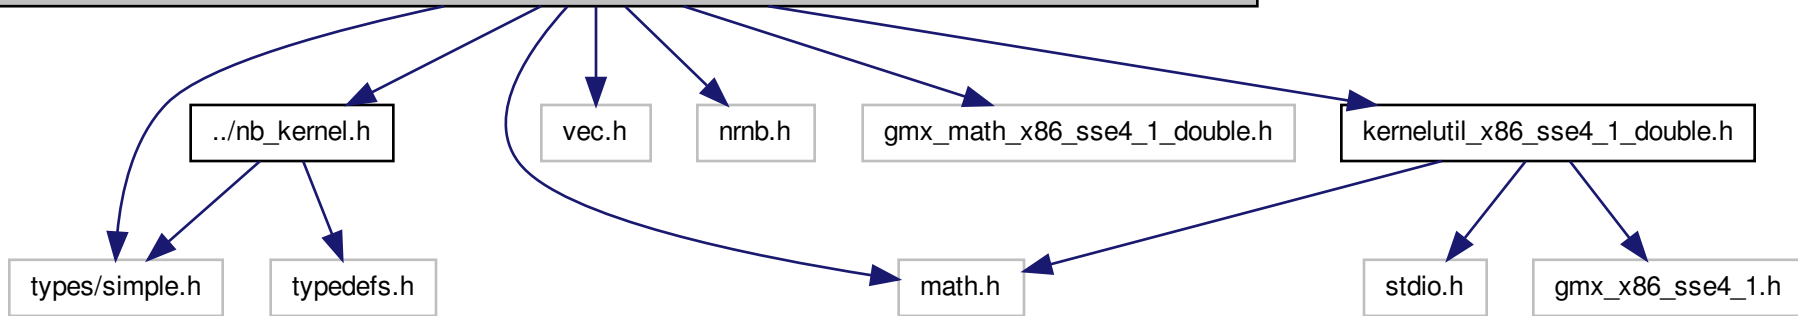 ../nb_kernel.h
vec.h
nrnb.h
gmx_math_x86_sse4_1_double.h
kernelutil_x86_sse4_1_double.h
types/simple.h
typedefs.h
math.h
stdio.h
gmx_x86_sse4_1.h